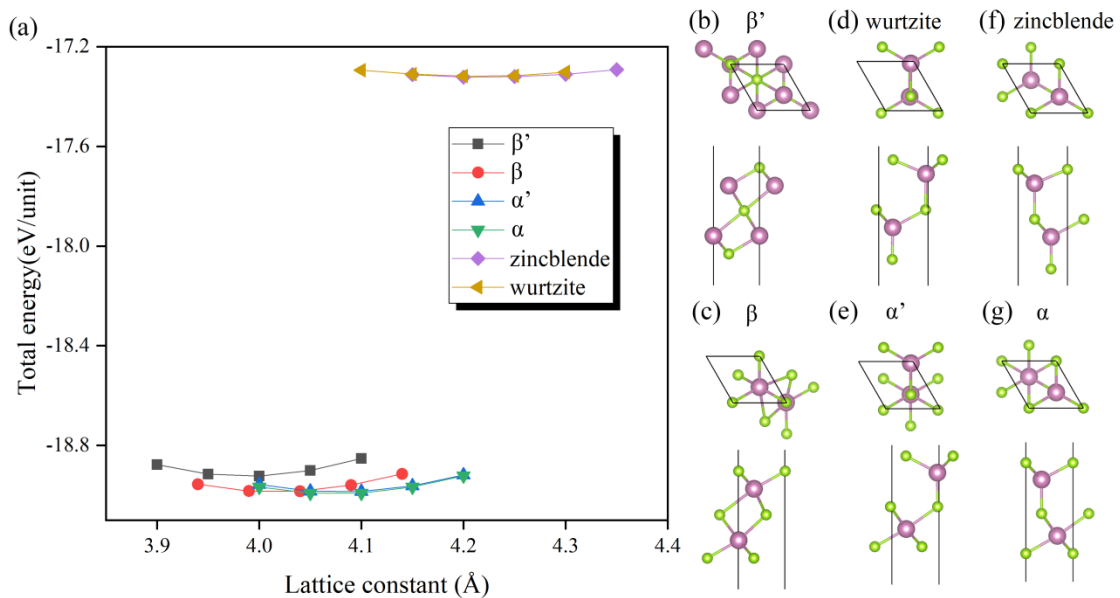 (a)
-17.2
-17.6
-18.0
-18.4
-18.8
Total energy(eV/unit)
3.9 4.0 4.1 4.2 4.3 4.4
Lattice constant (Å)
β’
β
α’
α
zincblende
wurtzite
(b) β’
(d) wurtzite
(f) zincblende
(c) β
(e) α’
(g) α